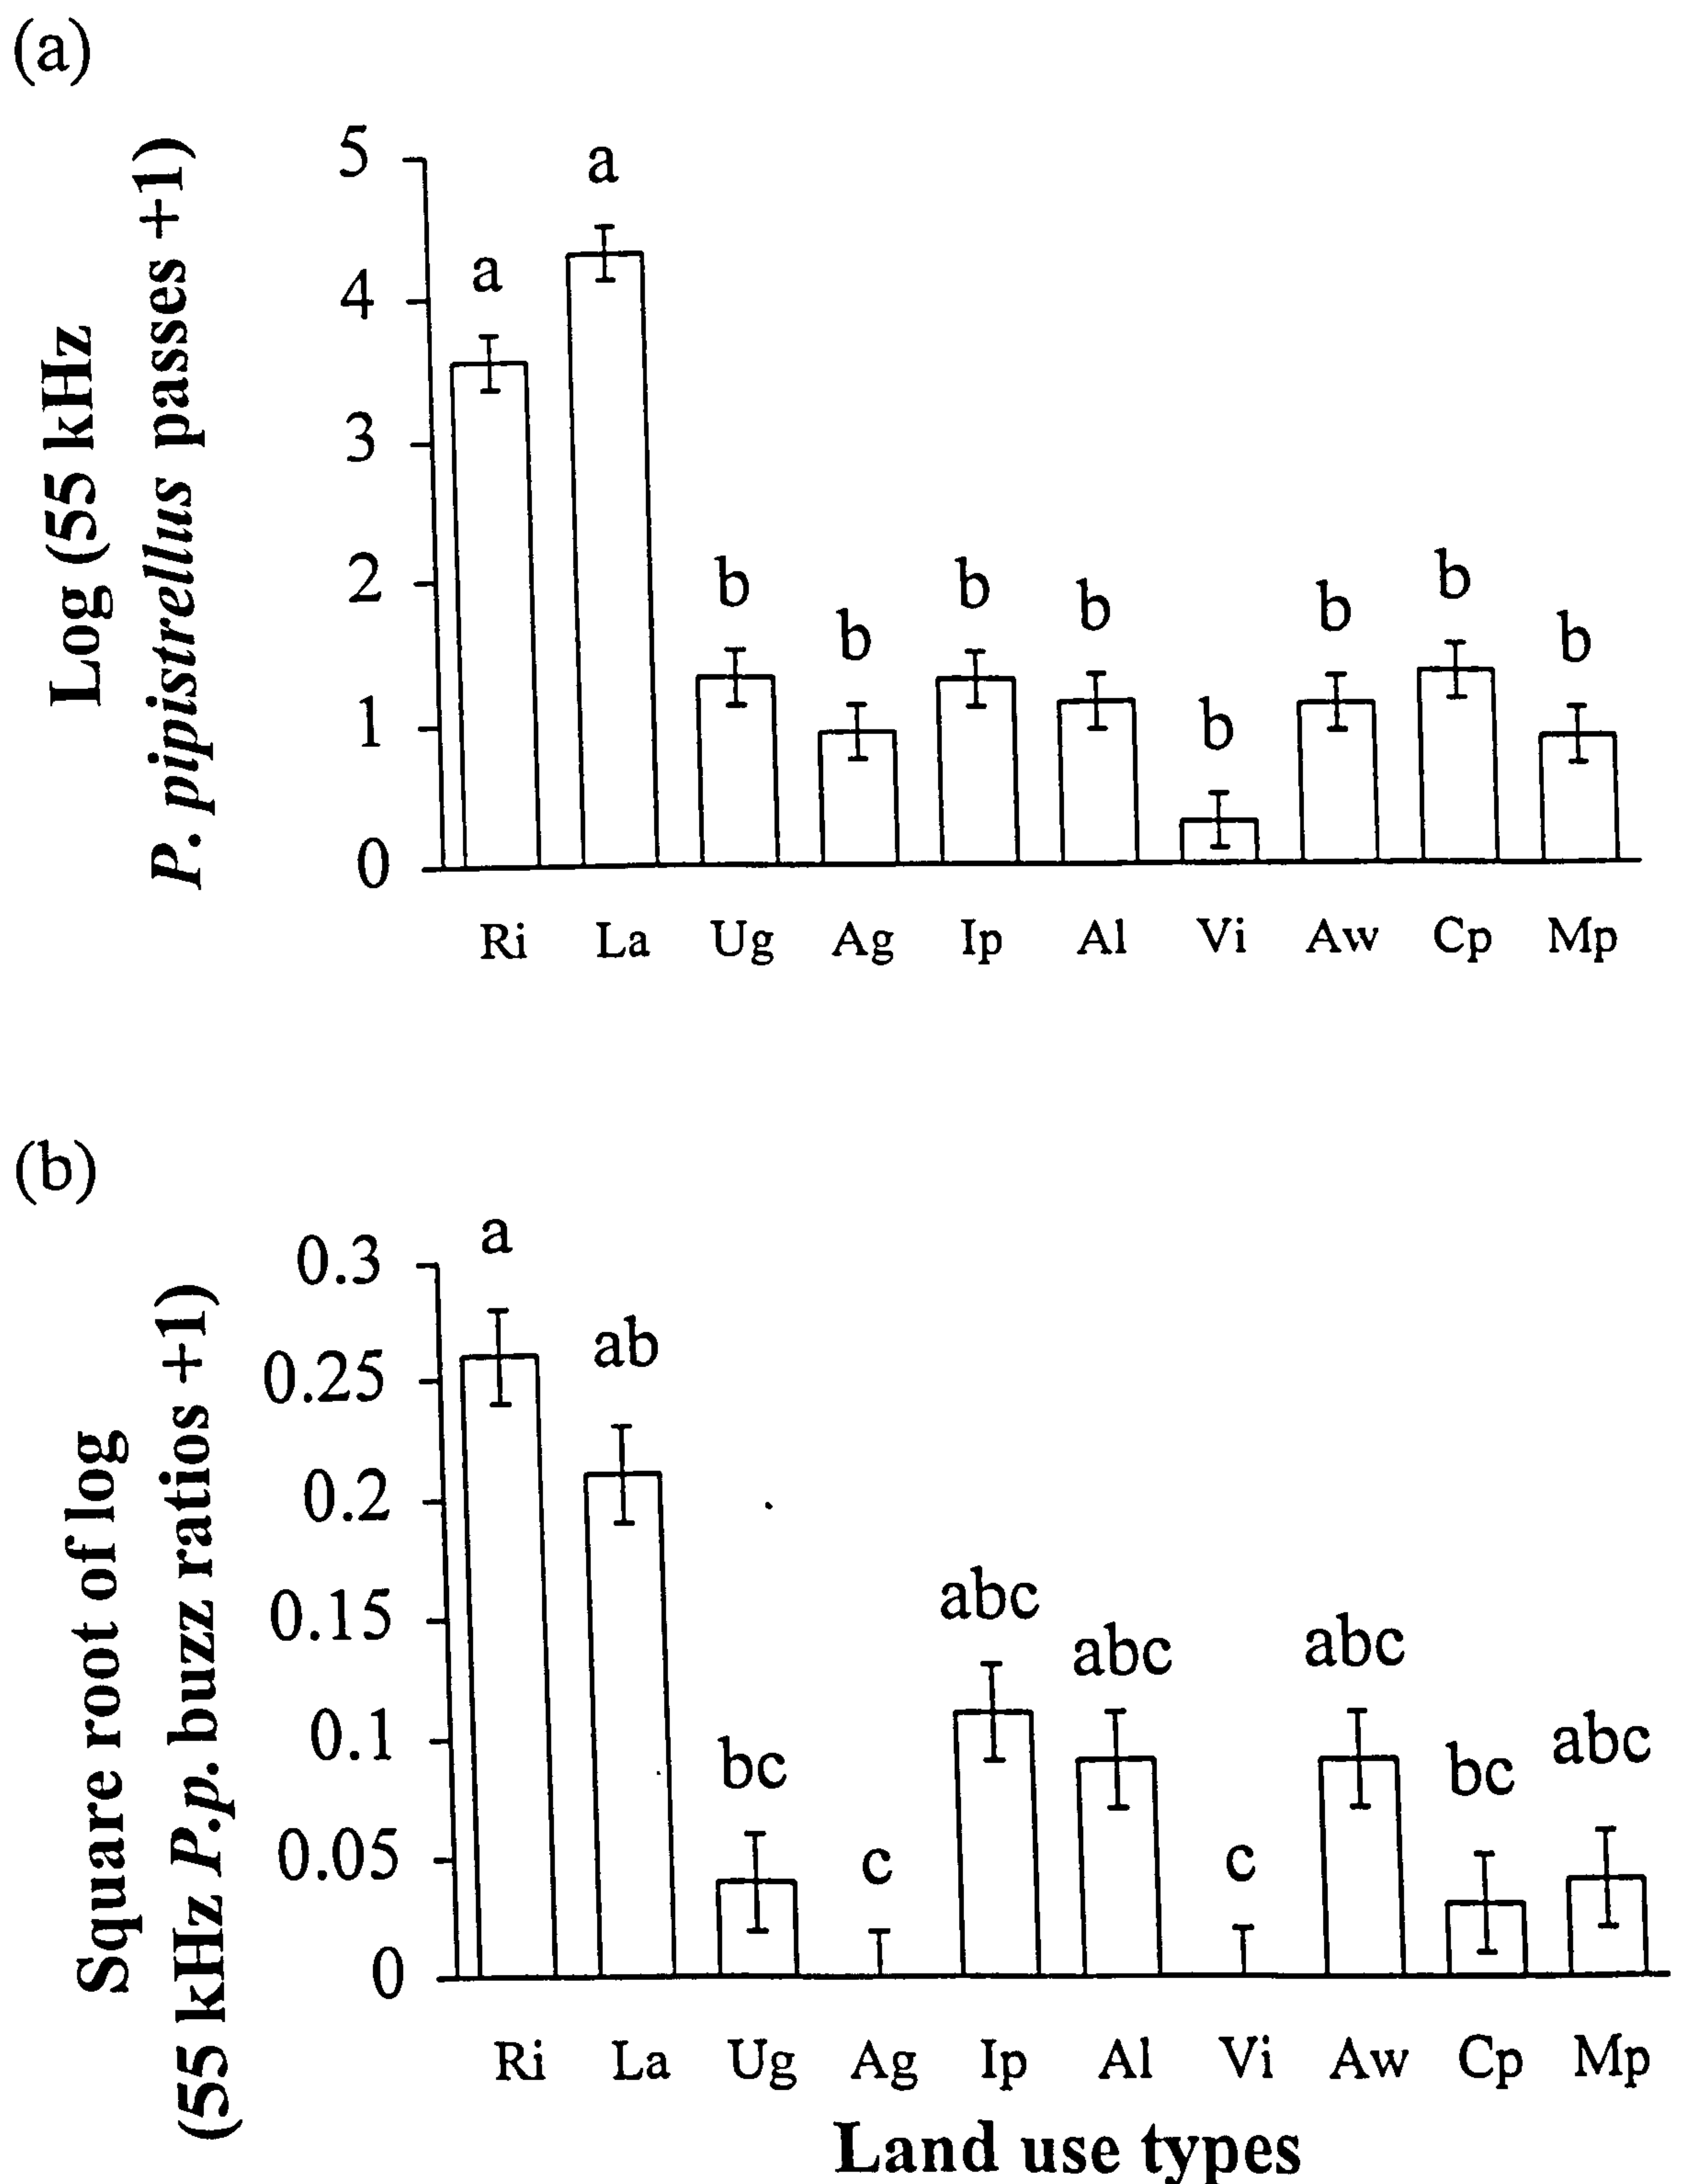 (a)
Log (55 kHz
P. pipistrellus passes +1)
5
4
3
2
1
0
a
a
b
b
b
b
b
b
b
b
Ri La Ug Ag Ip Al Vi Aw Cp Mp
(b)
Square root of log
(55 kHz P.p. buzz ratios +1)
0.3
0.25
0.2
0.15
0.1
0.05
0
a
ab
bc
c
abc
abc
c
abc
bc
abc
Ri La Ug Ag Ip Al Vi Aw Cp Mp
Land use types